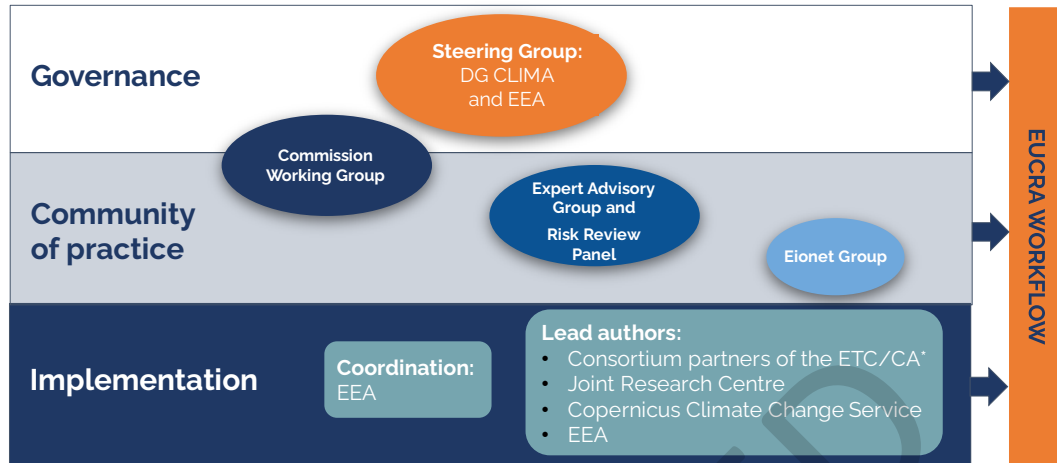 Governance
Steering Group:
DG CLIMA
and EEA
Commission
Working Group
Community
of practice
Expert Advisory
Group and
Risk Review
Panel
Eionet Group
Implementation
Coordination:
EEA
Lead authors:
• Consortium partners of the ETC/CA*
• Joint Research Centre
• Copernicus Climate Change Service
• EEA
EUCRA WORKFLOW